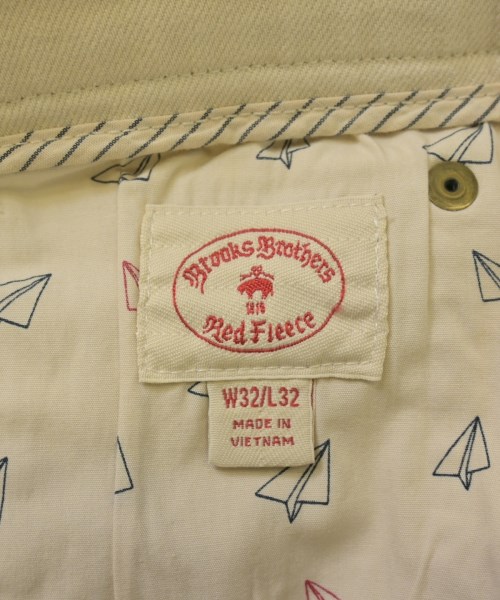 Brooks Brothers
1818
Red Fleece
W32/L32
MADE IN
VIETNAM